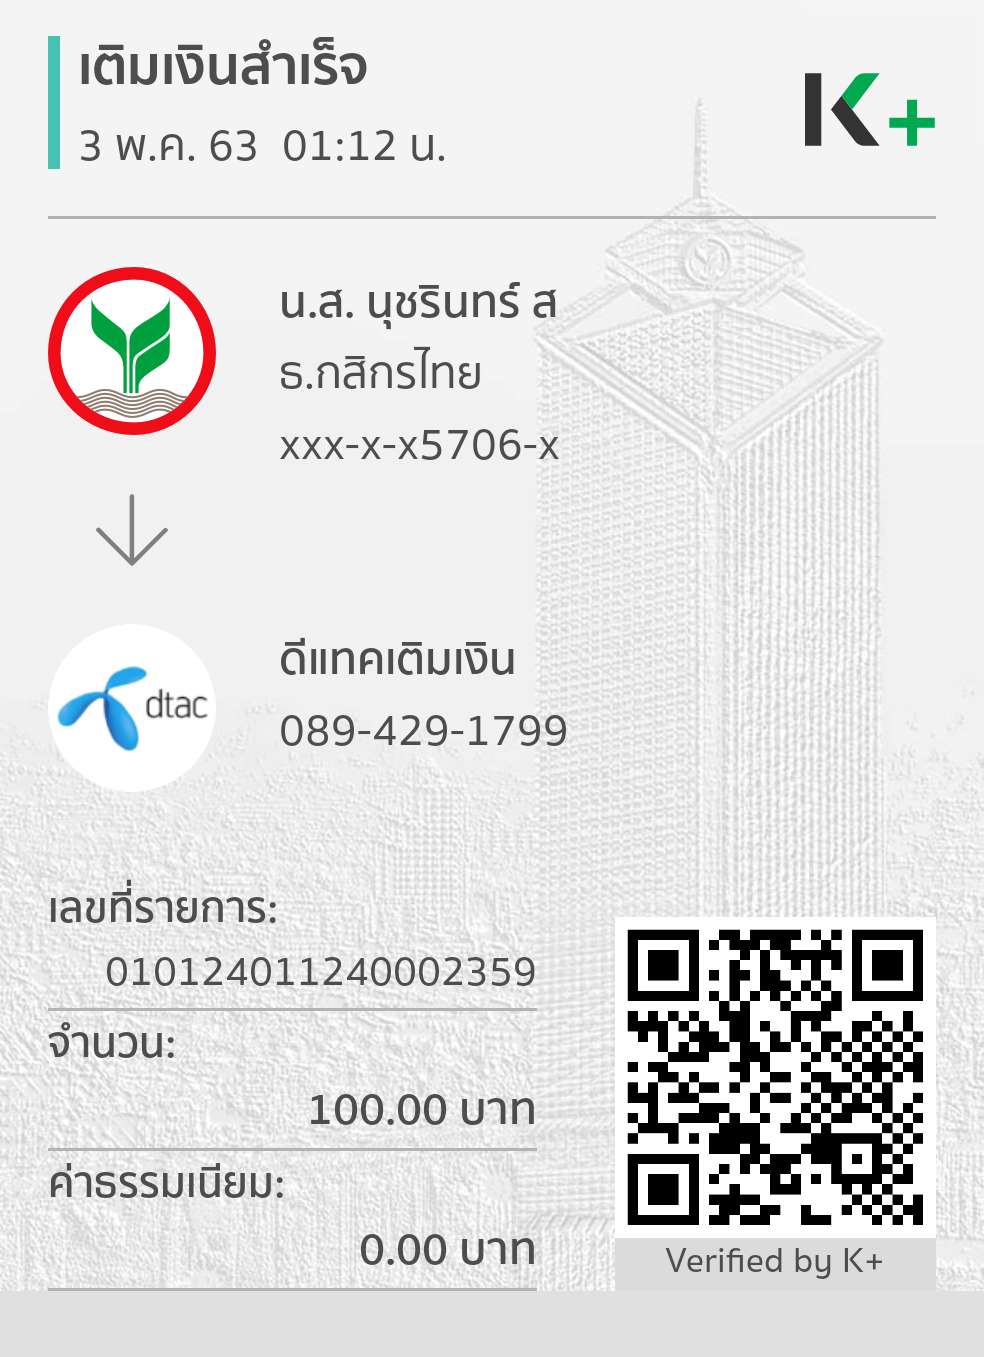 เติมเงินสำเร็จ
3 พ.ค. 63 01:12 น.
K+
น.ส. นุชรินทร์ ส
ธ.กสิกรไทย
xxx-x-x5706-x
dtac
ดีแทคเติมเงิน
089-429-1799
เลขที่รายการ:
010124011240002359
จำนวน:
100.00 บาท
ค่าธรรมเนียม:
0.00 บาท
Verified by K+